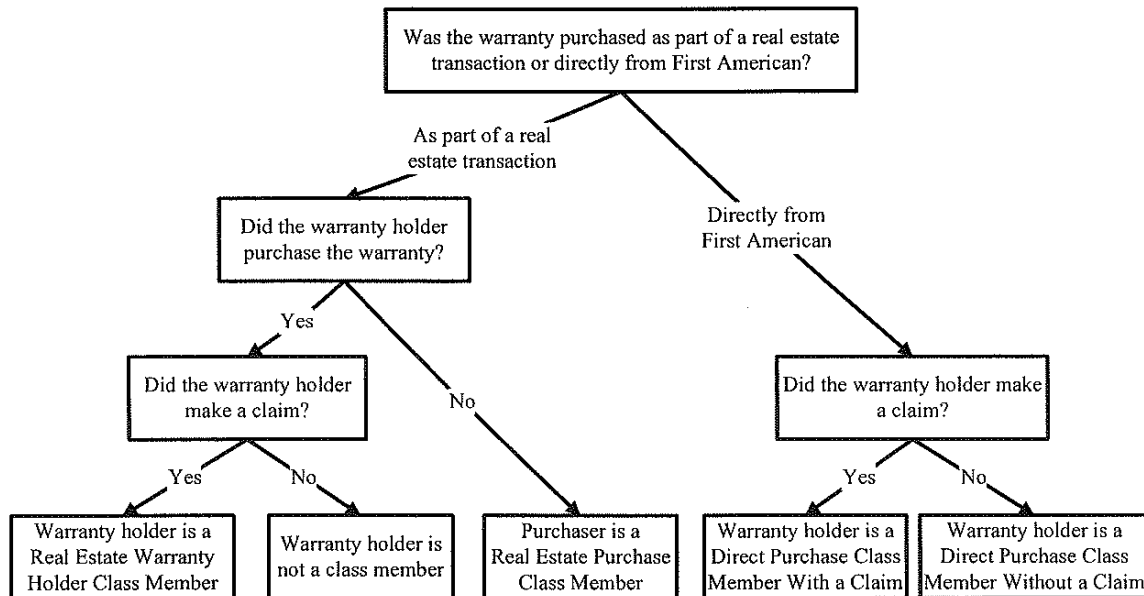 Was the warranty purchased as part of a real estate
transaction or directly from First American?
As part of a real
estate transaction
Directly from
First American
Did the warranty holder
purchase the warranty?
Yes
No
Did the warranty holder
make a claim?
Did the warranty holder make
a claim?
Yes
No
Yes
No
Warranty holder is a
Real Estate Warranty
Holder Class Member
Warranty holder is
not a class member
Purchaser is a
Real Estate Purchase
Class Member
Warranty holder is a
Direct Purchase Class
Member With a Claim
Warranty holder is a
Direct Purchase Class
Member Without a Claim